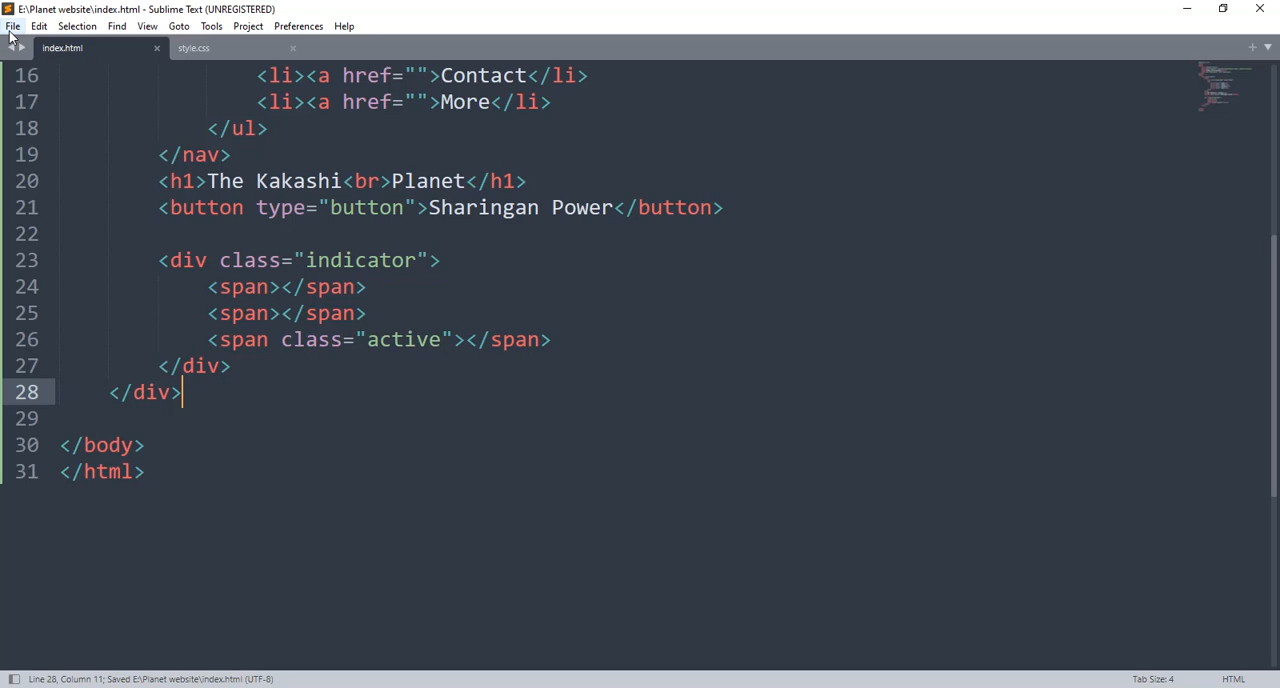 E:\Planet website\index.html - Sublime Text (UNREGISTERED)
File Edit Selection Find View Goto Tools Project Preferences Help
index.html style.css
16 <li><a href="">Contact</li>
17 <li><a href="">More</li>
18 </ul>
19 </nav>
20 <h1>The Kakashi<br>Planet</h1>
21 <button type="button">Sharingan Power</button>
22
23 <div class="indicator">
24 <span></span>
25 <span></span>
26 <span class="active"></span>
27 </div>
28 </div>
29
30 </body>
31 </html>
Line 28, Column 11; Saved E:\Planet website\index.html (UTF-8) Tab Size: 4 HTML